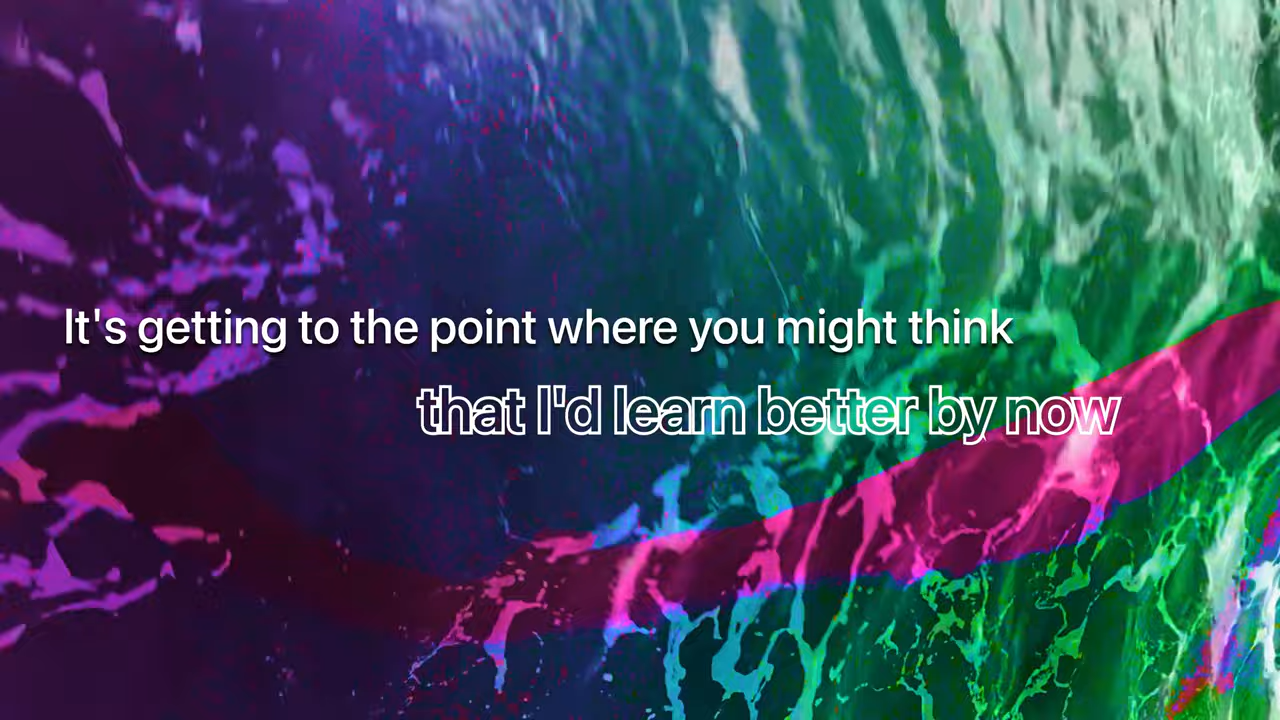 It's getting to the point where you might think
that I'd learn better by now